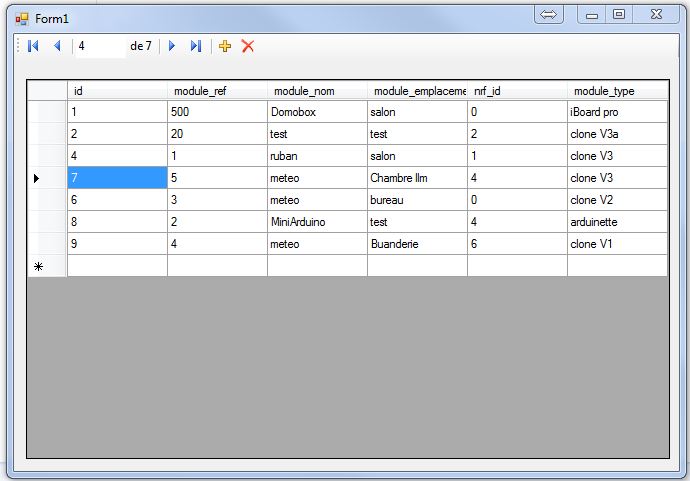 Form1
4 de 7
id module_ref module_nom module_emplaceme nrf_id module_type
1 500 Domobox salon 0 iBoard pro
2 20 test test 2 clone V3a
4 1 ruban salon 1 clone V3
7 5 meteo Chambre llm 4 clone V3
6 3 meteo bureau 0 clone V2
8 2 MiniArduino test 4 arduinette
9 4 meteo Buanderie 6 clone V1